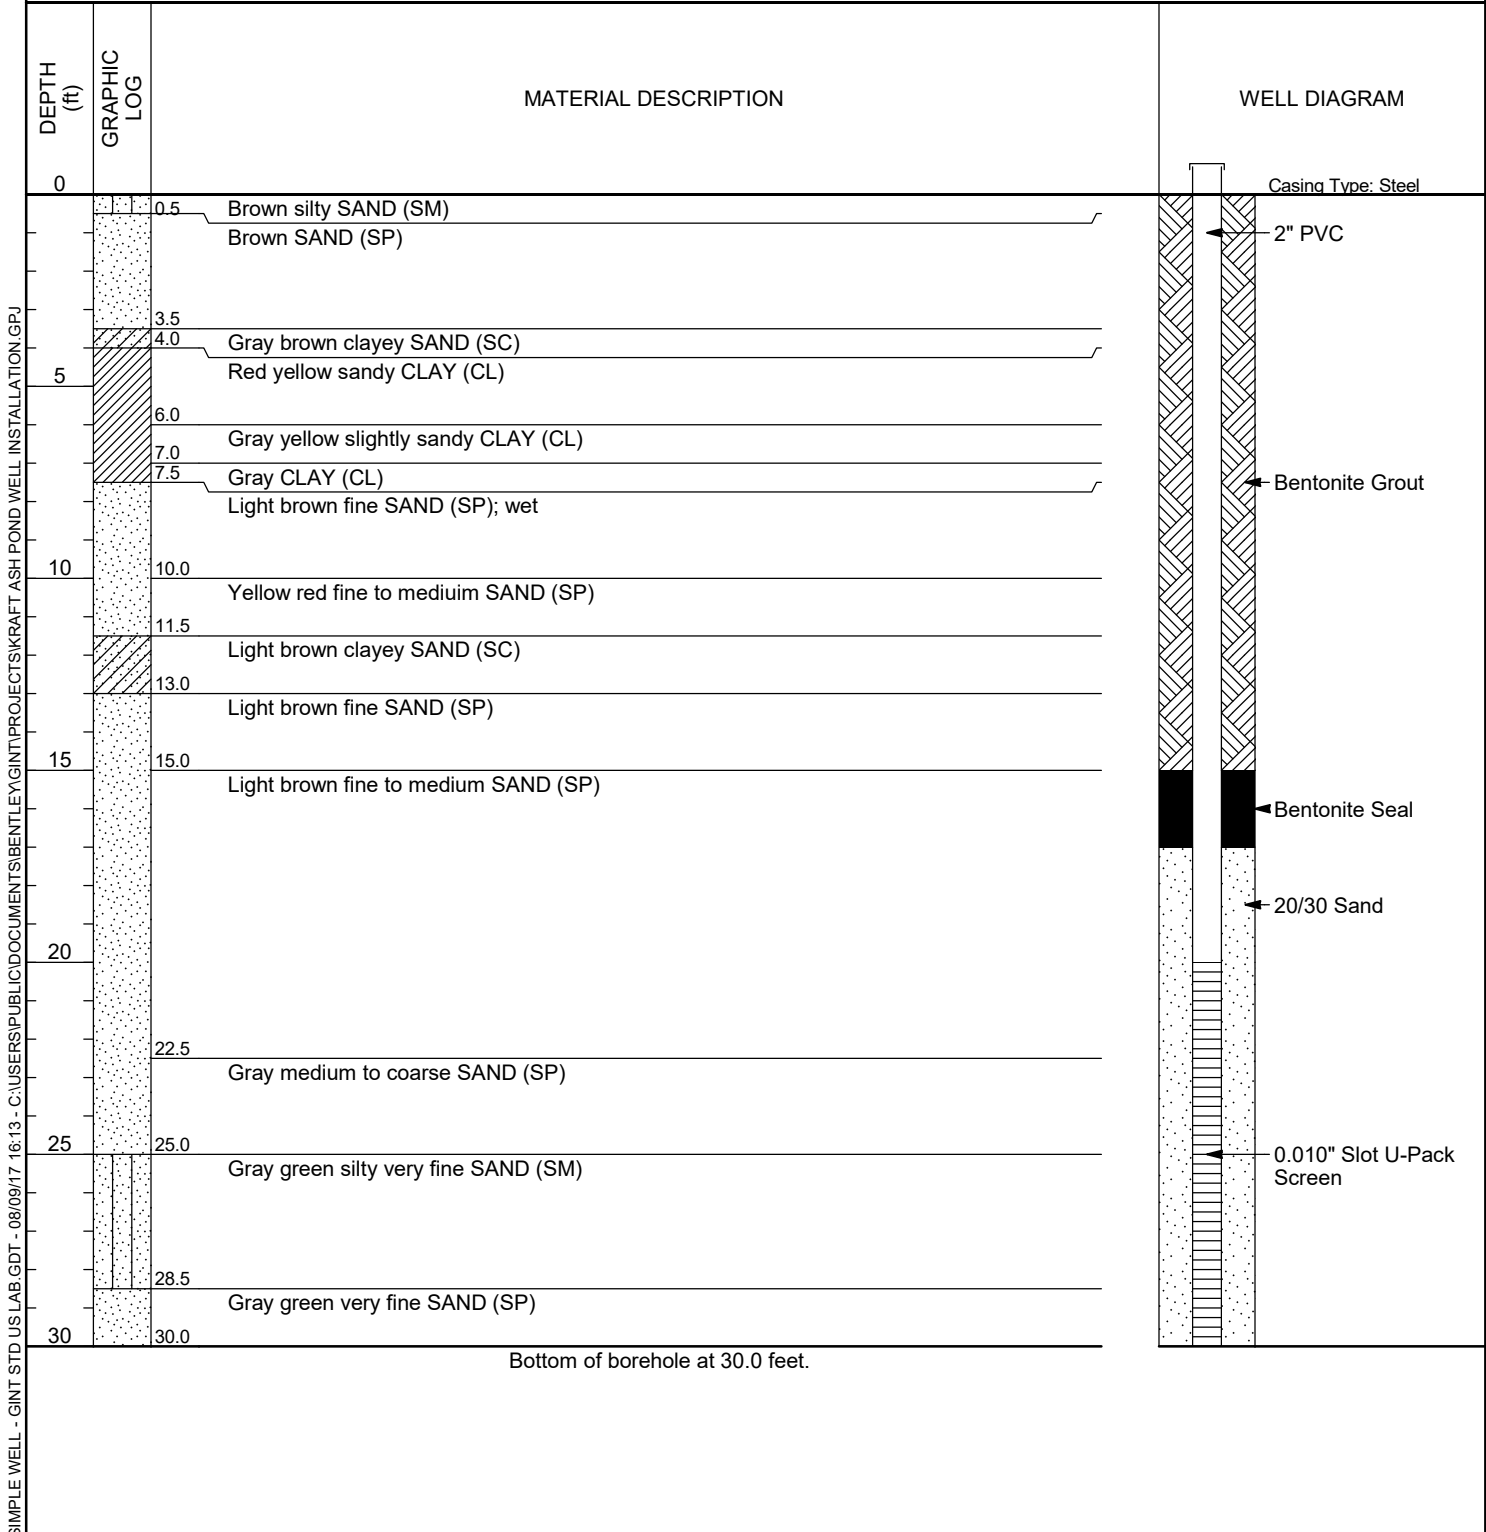 DEPTH
(ft)
GRAPHIC
LOG
MATERIAL DESCRIPTION
WELL DIAGRAM
0
Casing Type: Steel
0.5
Brown silty SAND (SM)
Brown SAND (SP)
2" PVC
3.5
4.0
Gray brown clayey SAND (SC)
Red yellow sandy CLAY (CL)
5
6.0
Gray yellow slightly sandy CLAY (CL)
7.0
7.5
Gray CLAY (CL)
Bentonite Grout
Light brown fine SAND (SP); wet
10
10.0
Yellow red fine to mediuim SAND (SP)
11.5
Light brown clayey SAND (SC)
13.0
Light brown fine SAND (SP)
15
15.0
Light brown fine to medium SAND (SP)
Bentonite Seal
20/30 Sand
20
22.5
Gray medium to coarse SAND (SP)
25
25.0
Gray green silty very fine SAND (SM)
0.010" Slot U-Pack
Screen
28.5
Gray green very fine SAND (SP)
30
30.0
Bottom of borehole at 30.0 feet.
SIMPLE WELL - GINT STD US LAB.GDT - 08/09/17 16:13 - C:\USERS\PUBLIC\DOCUMENTS\BENTLEY\GINT\PROJECTS\KRAFT ASH POND WELL INSTALLATION.GPJ